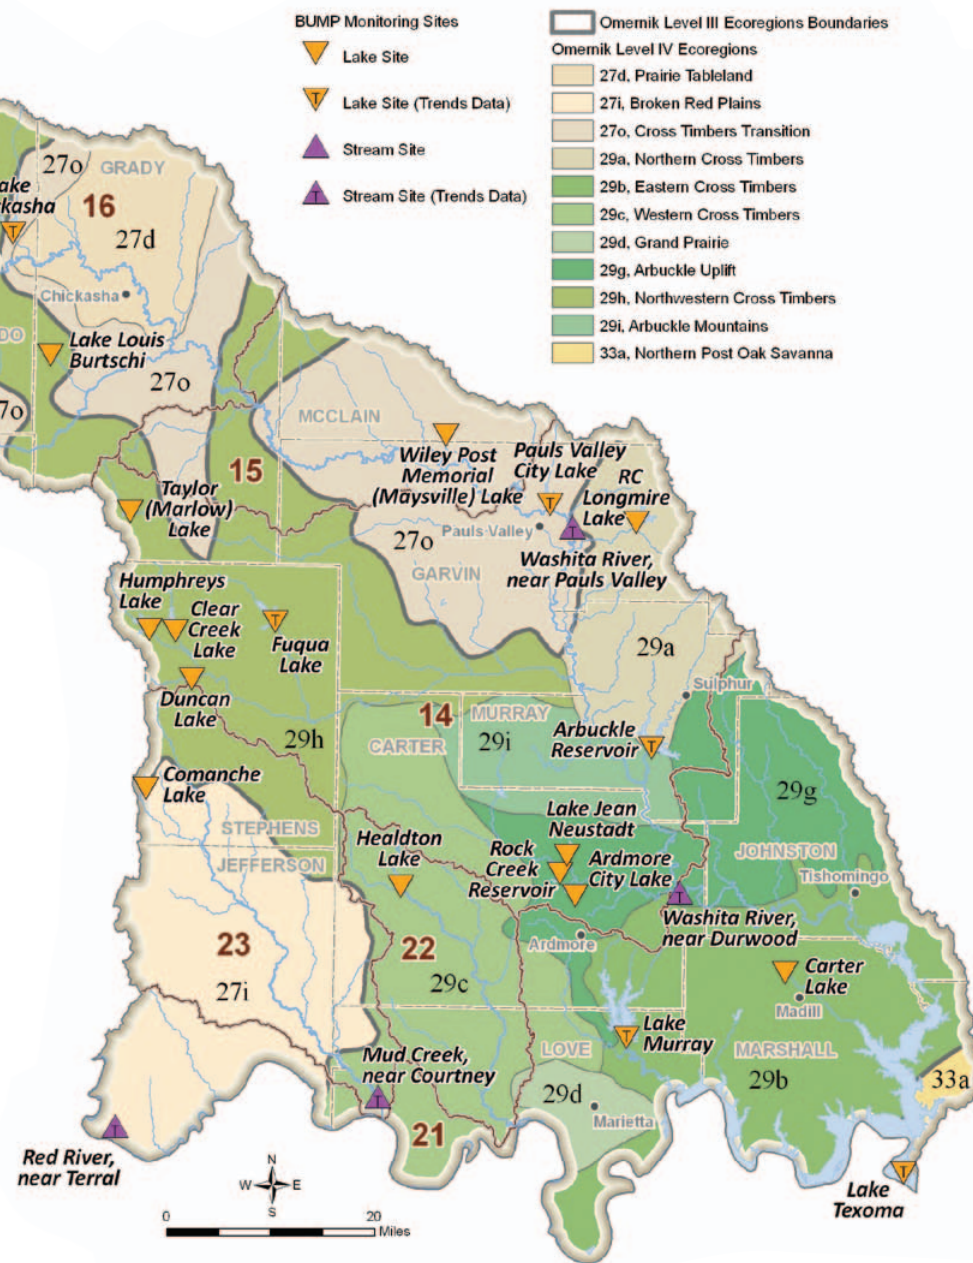 BUMP Monitoring Sites
Lake Site
T
Lake Site (Trends Data)
Stream Site
T
Stream Site (Trends Data)
Omernik Level III Ecoregions Boundaries
Omernik Level IV Ecoregions
27d, Prairie Tableland
27i, Broken Red Plains
27o, Cross Timbers Transition
29a, Northern Cross Timbers
29b, Eastern Cross Timbers
29c, Western Cross Timbers
29d, Grand Prairie
29g, Arbuckle Uplift
29h, Northwestern Cross Timbers
29i, Arbuckle Mountains
33a, Northern Post Oak Savanna
27o
GRADY
ake
kasha
T
16
27d
Chickasha
DO
Lake Louis
Burtschi
27o
7o
MCCLAIN
15
Wiley Post
Memorial
(Maysville) Lake
Pauls Valley
City Lake
T
RC
Longmire
Lake
Taylor
(Marlow)
Lake
27o
Pauls Valley
T
Washita River,
near Pauls Valley
GARVIN
Humphreys
Lake
Clear
Creek
Lake
T
Fuqua
Lake
29a
Sulphur
Duncan
Lake
29h
14
MURRAY
CARTER
29i
Arbuckle
Reservoir
T
Comanche
Lake
29g
STEPHENS
JEFFERSON
Healdton
Lake
Lake Jean
Neustadt
Rock
Creek
Reservoir
Ardmore
City Lake
JOHNSTON
Tishomingo
T
Washita River,
near Durwood
23
27i
22
29c
Ardmore
Carter
Lake
Madill
T
Lake
Murray
LOVE
MARSHALL
29b
33a
Mud Creek,
near Courtney
T
29d
Marietta
21
T
Red River,
near Terral
N
W
E
S
0
20
Miles
T
Lake
Texoma